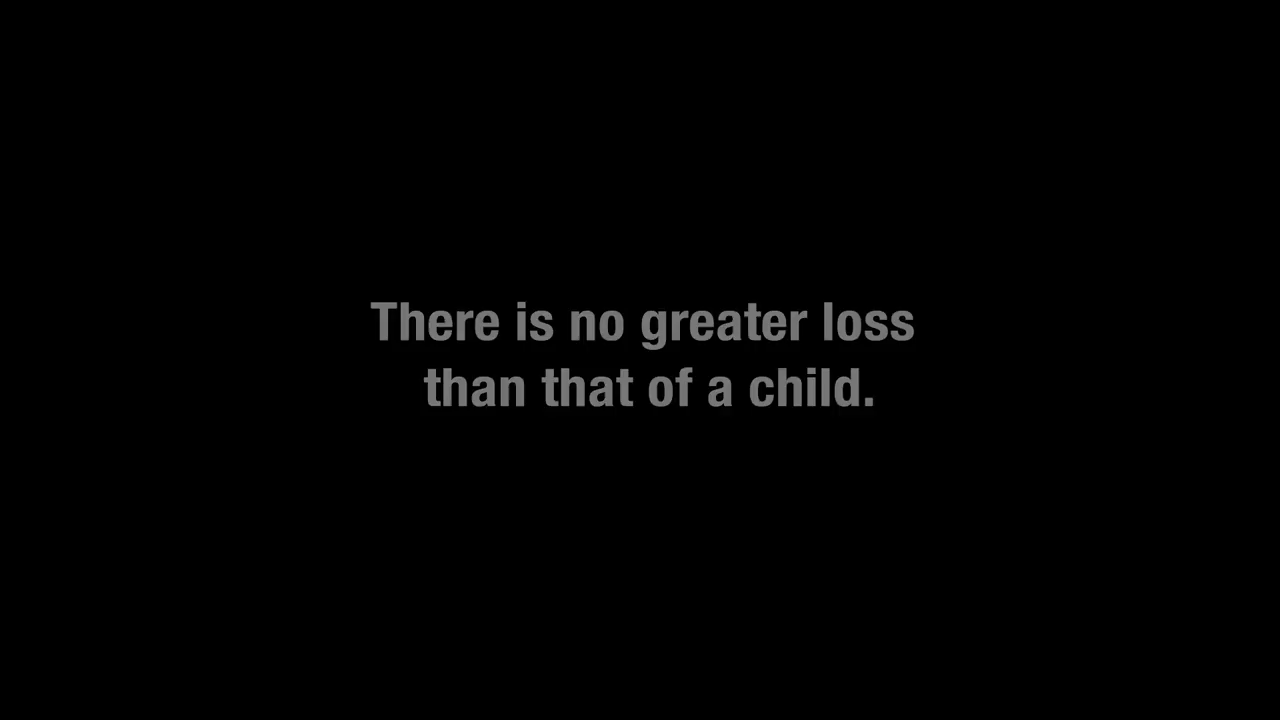 There is no greater loss
than that of a child.